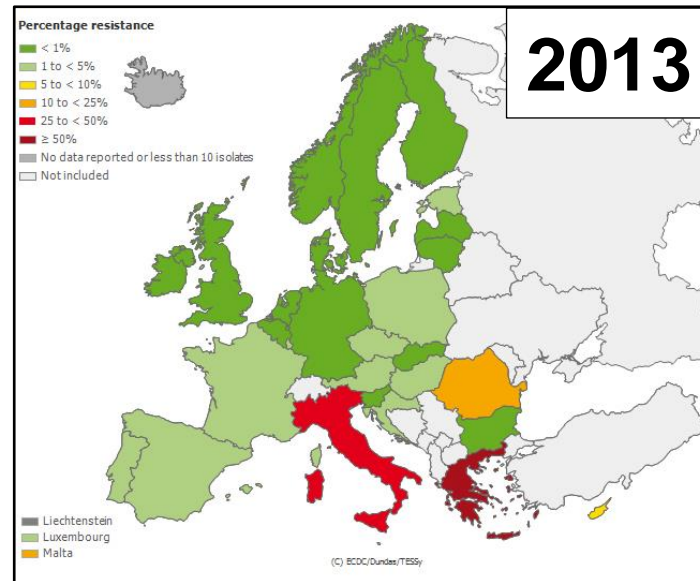 Percentage resistance
< 1%
1 to < 5%
5 to < 10%
10 to < 25%
25 to < 50%
≥ 50%
No data reported or less than 10 isolates
Not included
2013
Liechtenstein
Luxembourg
Malta
(C) ECDC/Dundas/TESSy